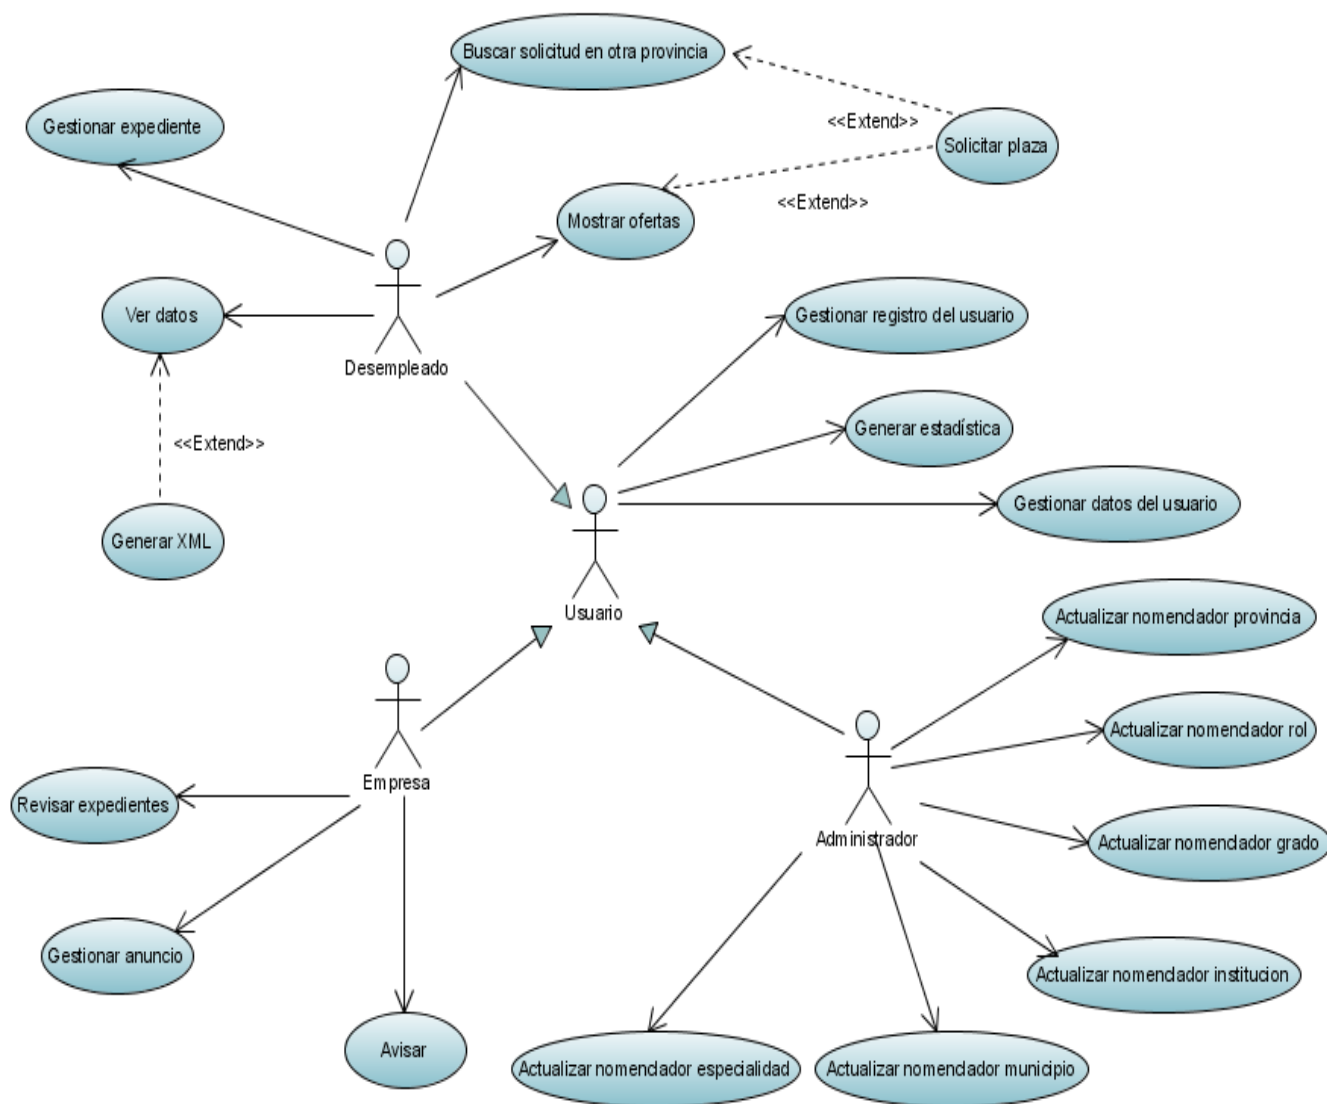 Buscar solicitud en otra provincia
Gestionar expediente
<<Extend>>
Solicitar plaza
<<Extend>>
Mostrar ofertas
Ver datos
Gestionar registro del usuario
Desempleado
Generar estadística
<<Extend>>
Gestionar datos del usuario
Generar XML
Usuario
Actualizar nomenclador provincia
Actualizar nomenclador rol
Empresa
Revisar expedientes
Administrador
Actualizar nomenclador grado
Gestionar anuncio
Actualizar nomenclador institucion
Avisar
Actualizar nomenclador especialidad
Actualizar nomenclador municipio